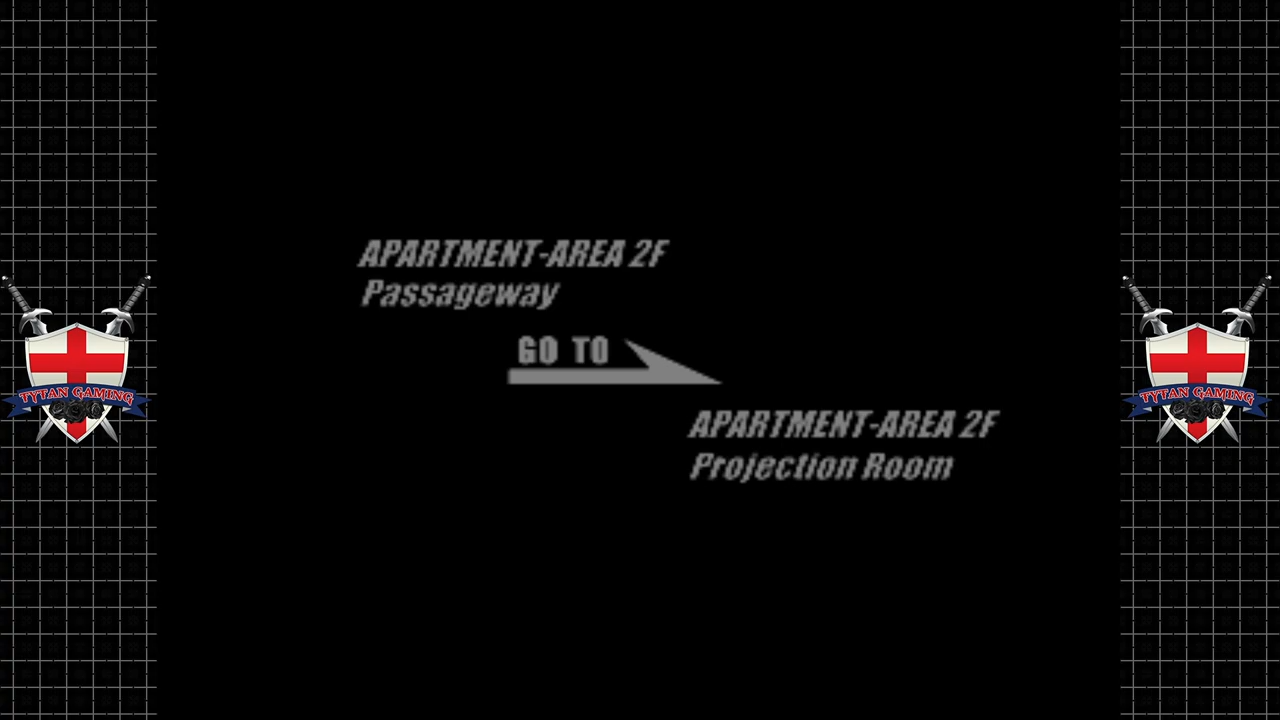 APARTMENT-AREA 2F
Passageway
GO TO
APARTMENT-AREA 2F
Projection Room
TYTAN GAMING
TYTAN GAMING